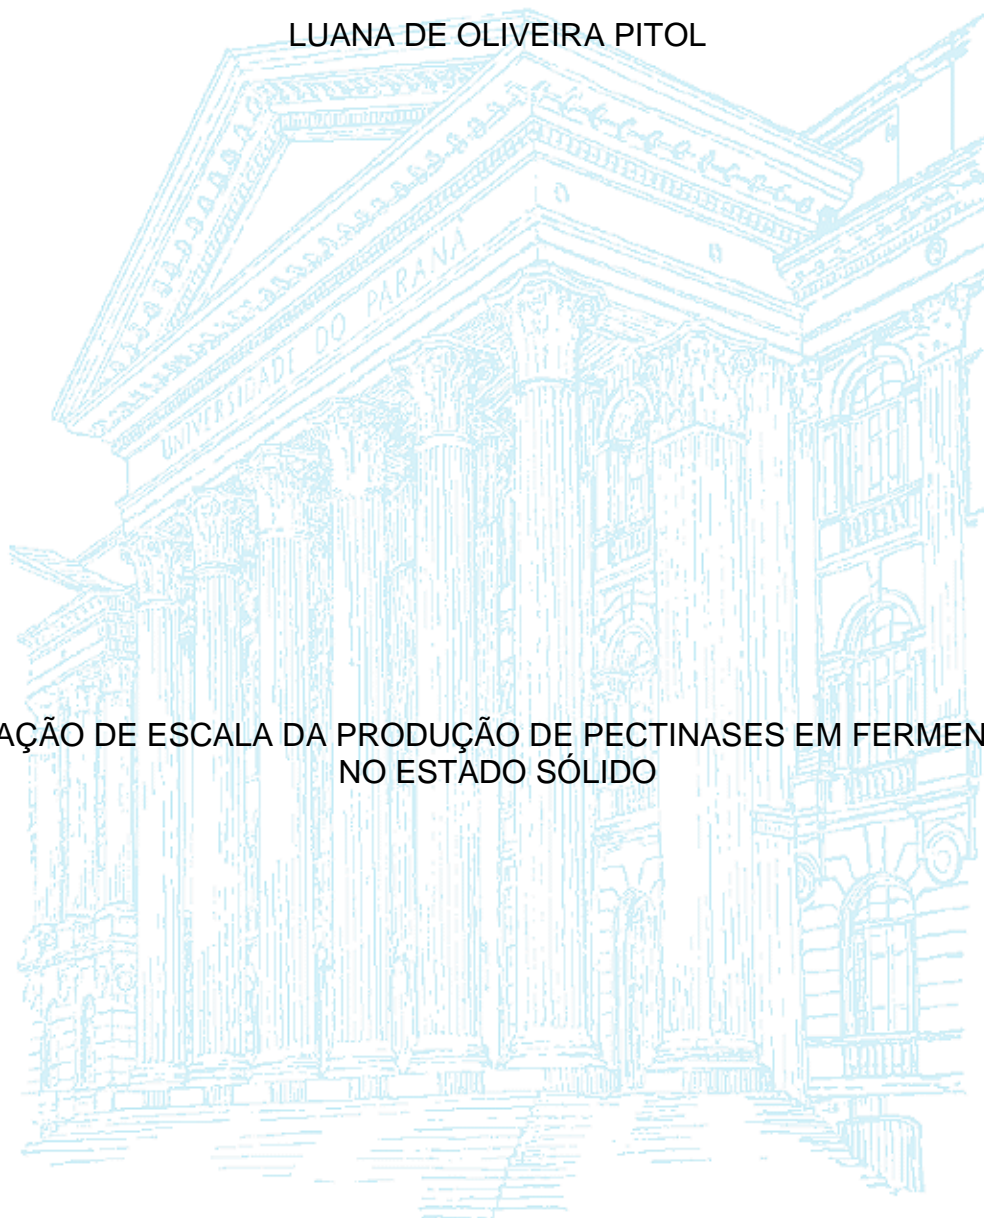 LUANA DE OLIVEIRA PITOL
UNIVERSIDADE DO PARANÁ
AÇÃO DE ESCALA DA PRODUÇÃO DE PECTINASES EM FERMEN
NO ESTADO SÓLIDO